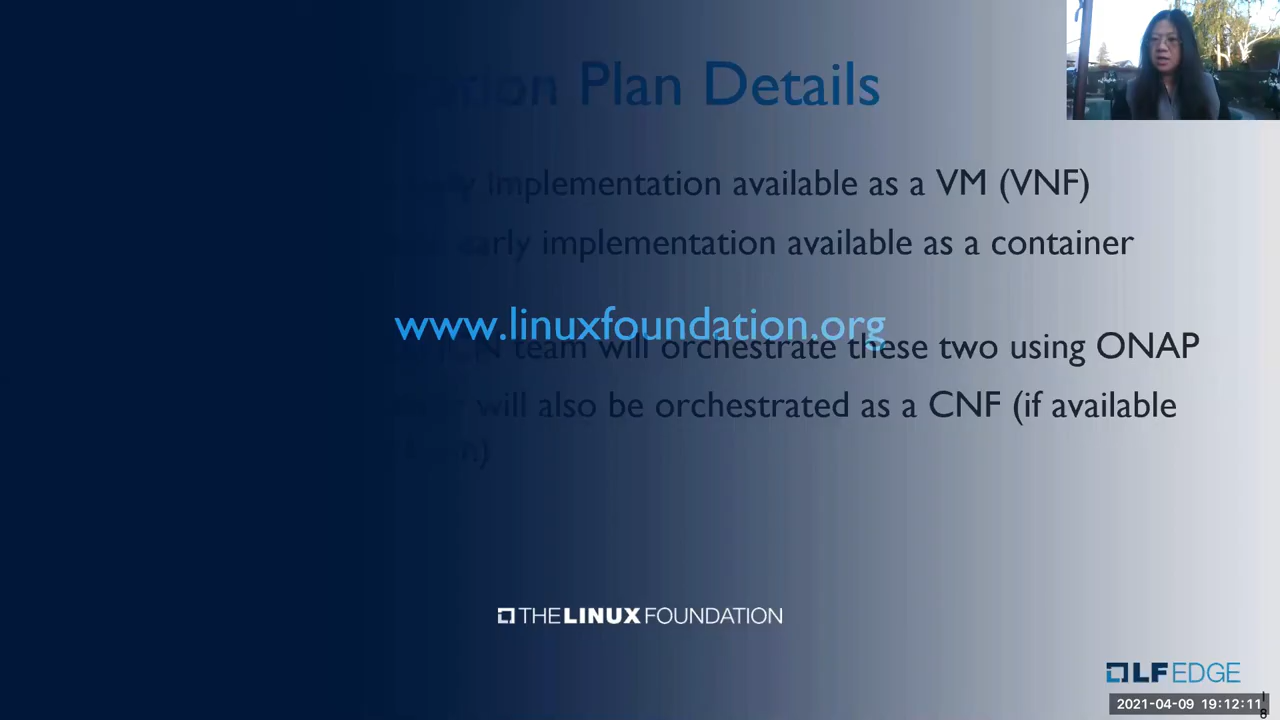 Plan Details
implementation available as a VM (VNF)
early implementation available as a container
www.linuxfoundation.org
team will orchestrate these two using ONAP
will also be orchestrated as a CNF (if available
THE LINUX FOUNDATION
LF EDGE
2021-04-09 19:12:11